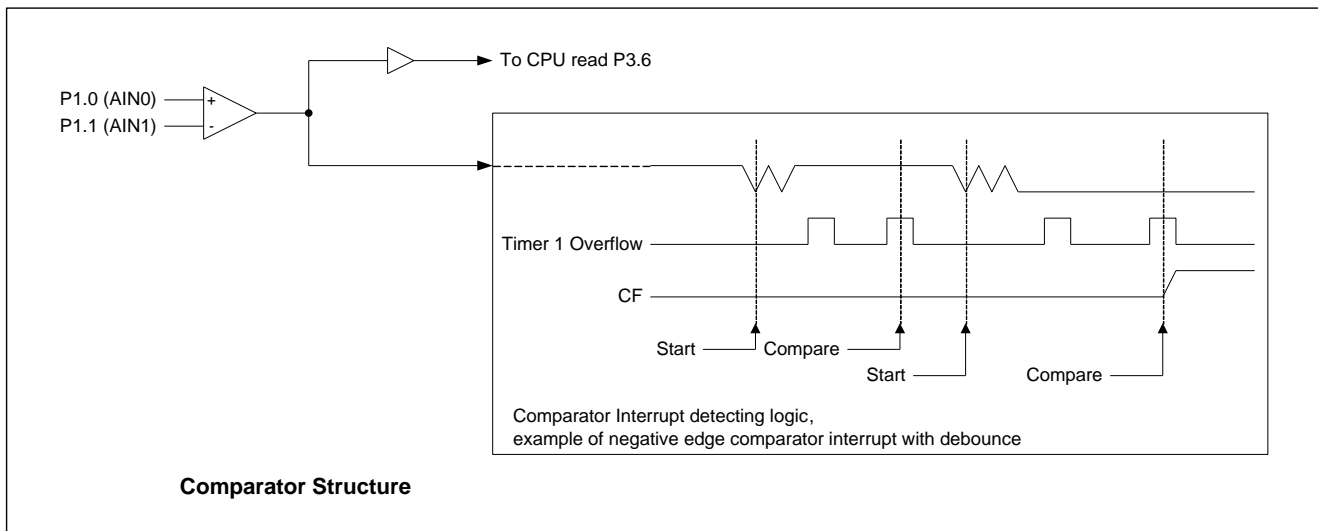 To CPU read P3.6
P1.0 (AIN0)
+
P1.1 (AIN1)
-
Timer 1 Overflow
CF
Start
Compare
Start
Compare
Comparator Interrupt detecting logic,
example of negative edge comparator interrupt with debounce
Comparator Structure